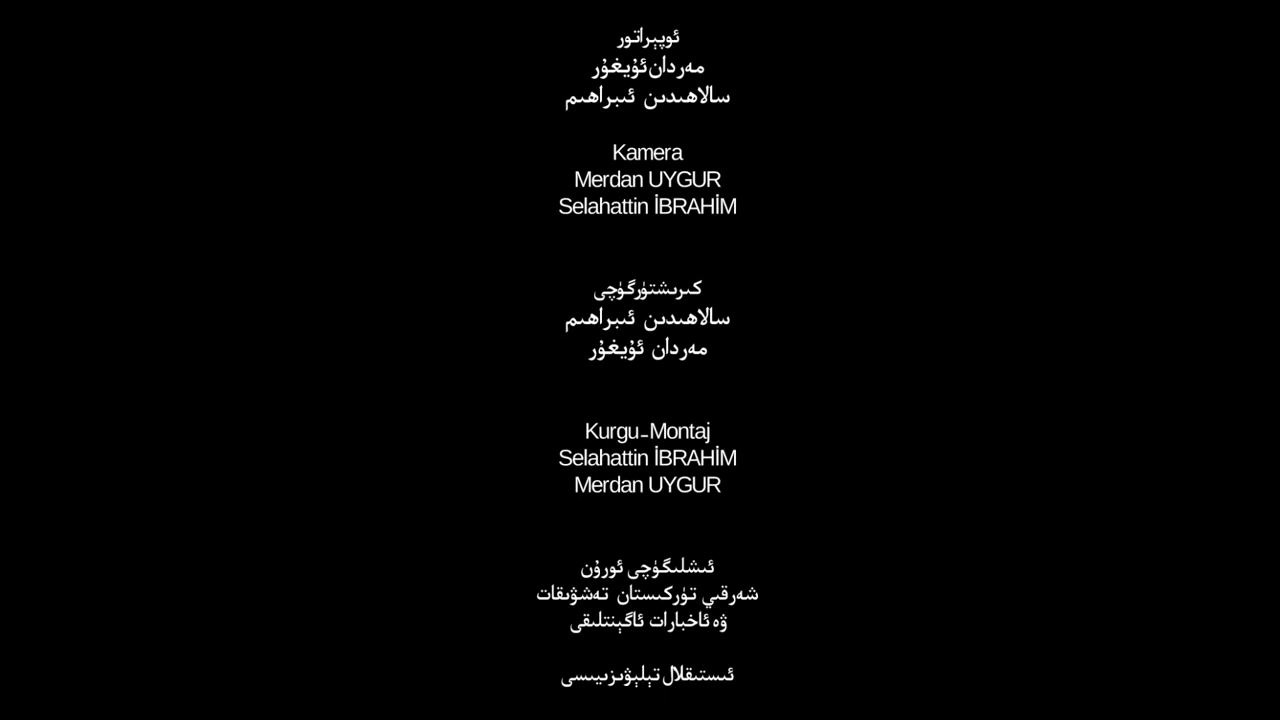 ئوپېراتور
مەردان ئۇيغۇر
سالاھىدىن ئىبراھىم
Kamera
Merdan UYGUR
Selahattin İBRAHİM
كىرىشتۈرگۈچى
سالاھىدىن ئىبراھىم
مەردان ئۇيغۇر
Kurgu-Montaj
Selahattin İBRAHİM
Merdan UYGUR
ئىشلىگۈچى ئورۇن
شەرقىي تۈركىستان تەشۋىقات
ۋە ئاخبارات ئاگېنتلىقى
ئىستىقلال تېلېۋىزىيىسى